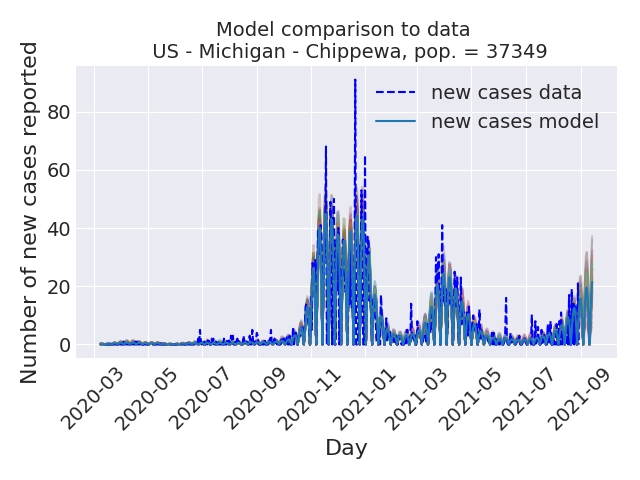 Model comparison to data
US - Michigan - Chippewa, pop. = 37349
Number of new cases reported
80
60
40
20
0
new cases data
new cases model
2020-03
2020-05
2020-07
2020-09
2020-11
2021-01
2021-03
2021-05
2021-07
2021-09
Day